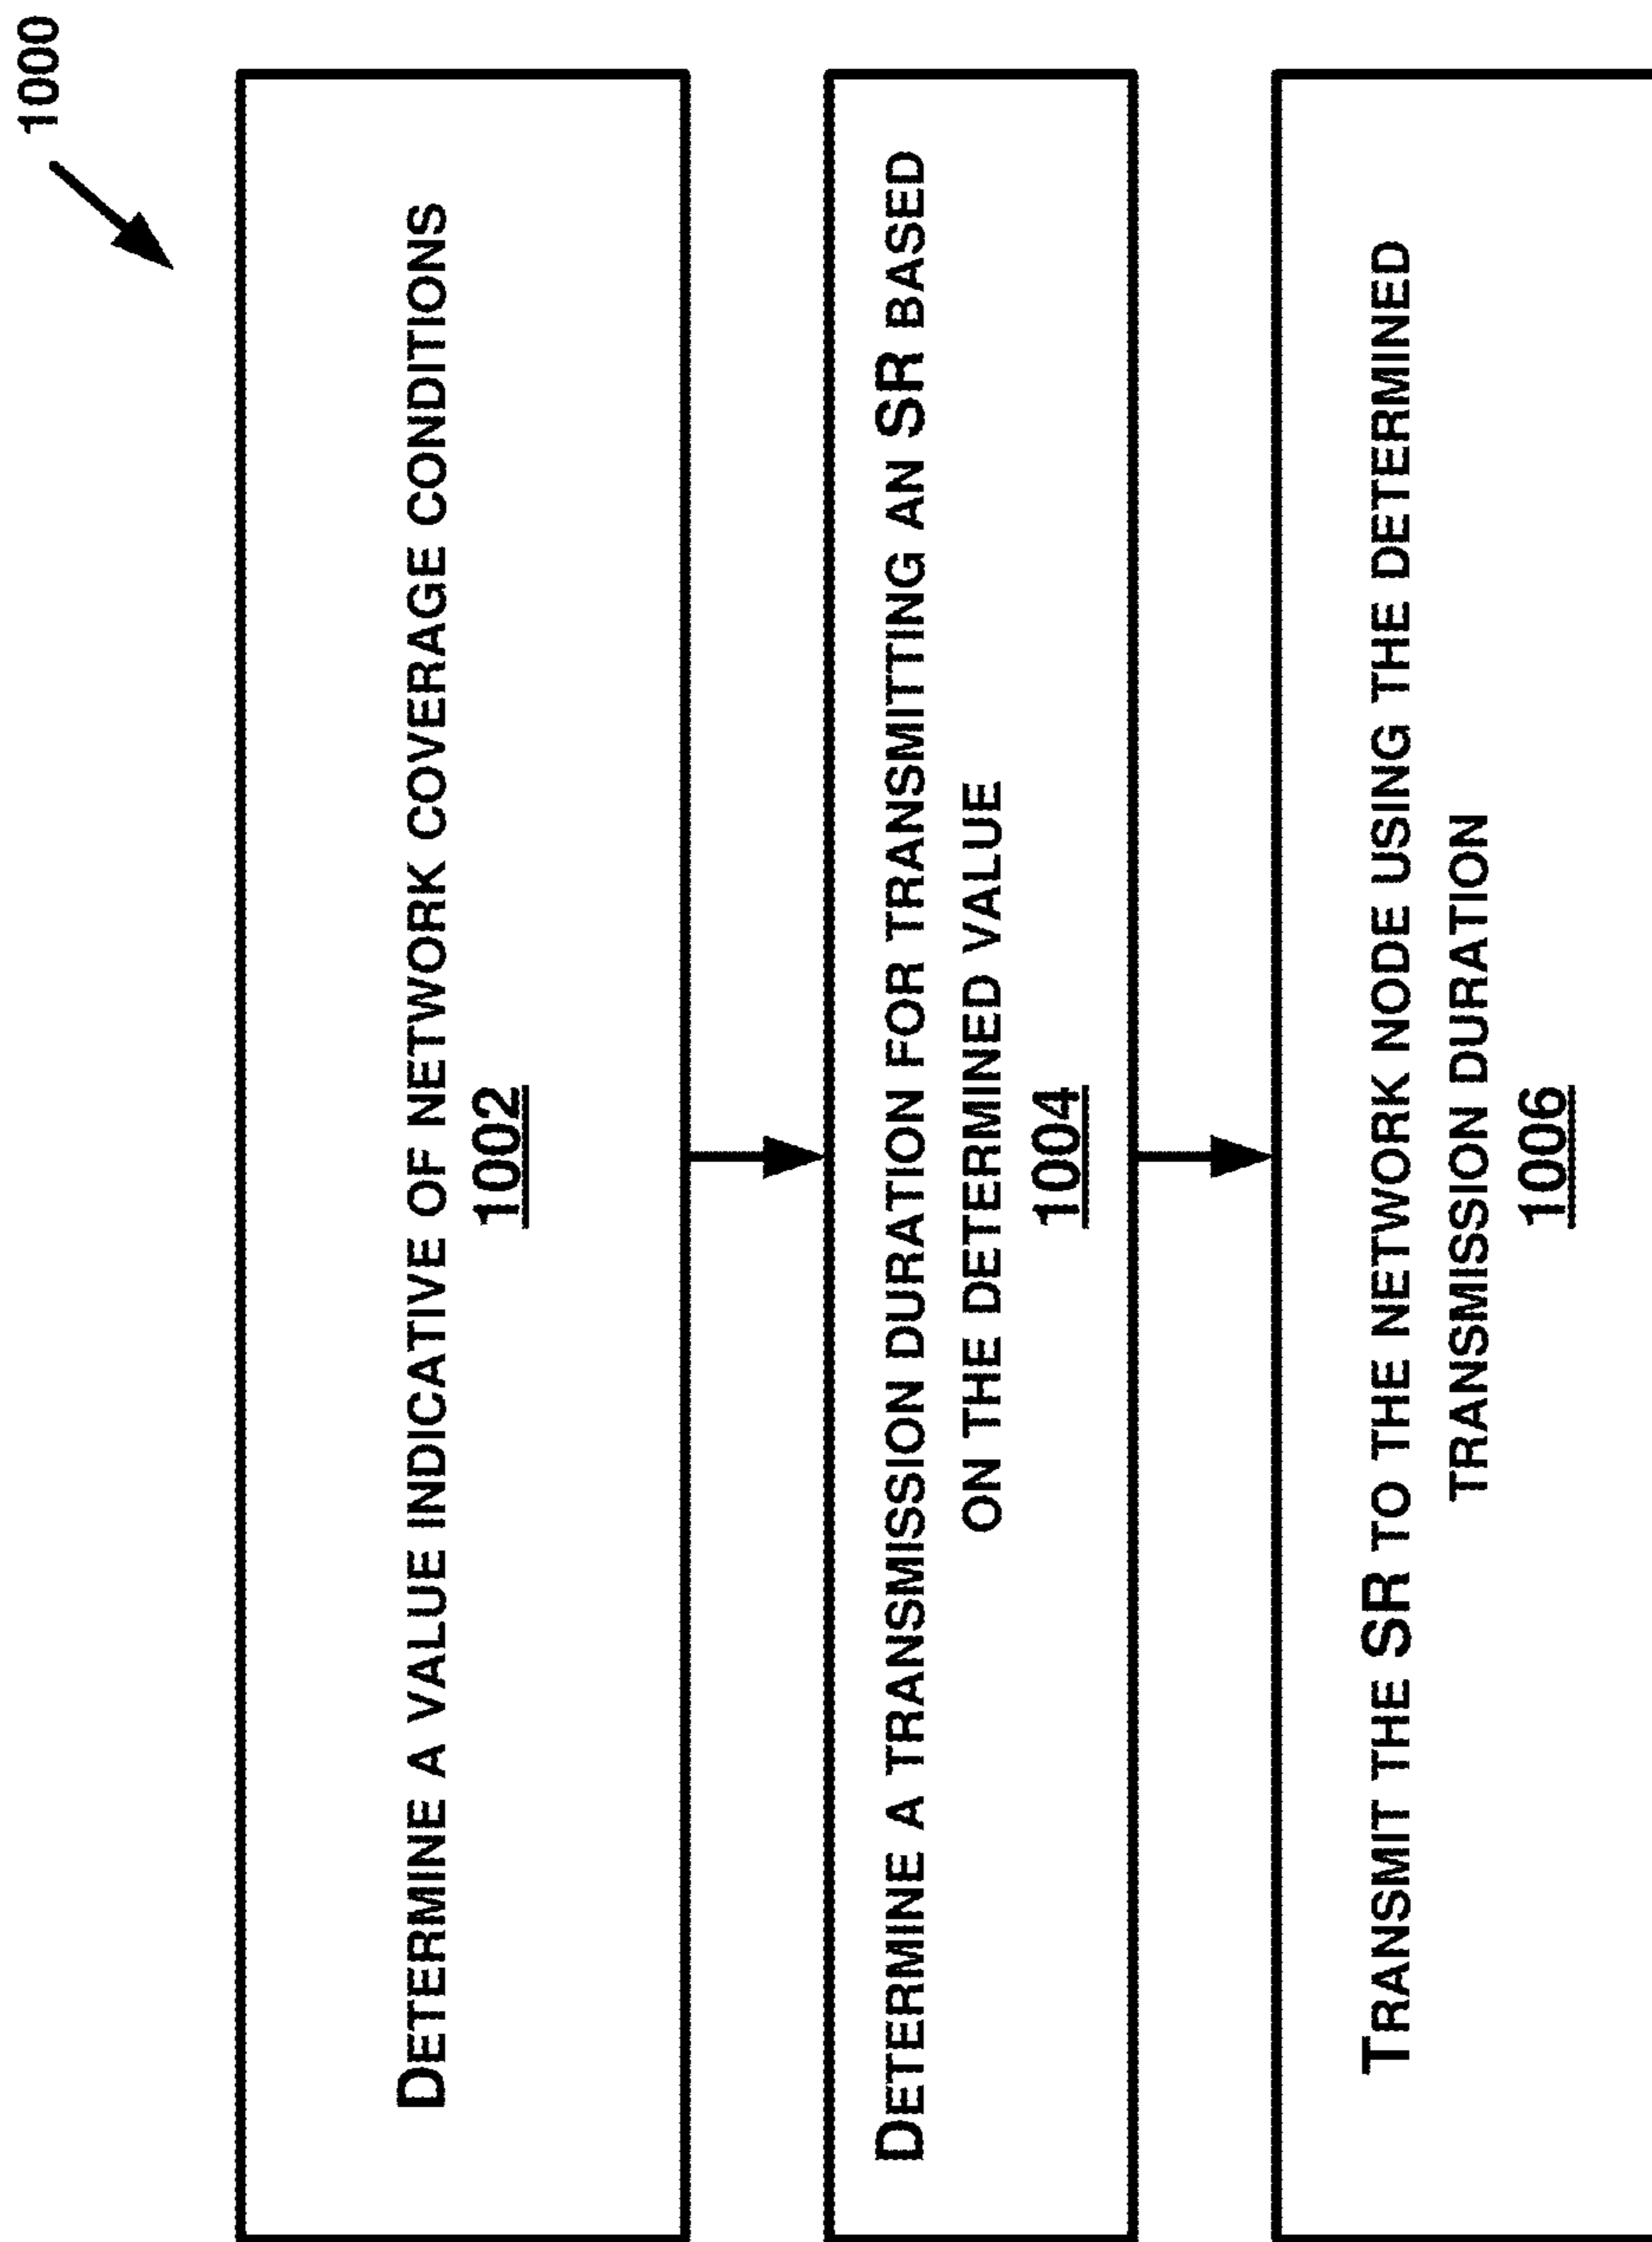 1000
DETERMINE A VALUE INDICATIVE OF NETWORK COVERAGE CONDITIONS
1002
DETERMINE A TRANSMISSION DURATION FOR TRANSMITTING AN SR BASED
ON THE DETERMINED VALUE
1004
TRANSMIT THE SR TO THE NETWORK NODE USING THE DETERMINED
TRANSMISSION DURATION
1006